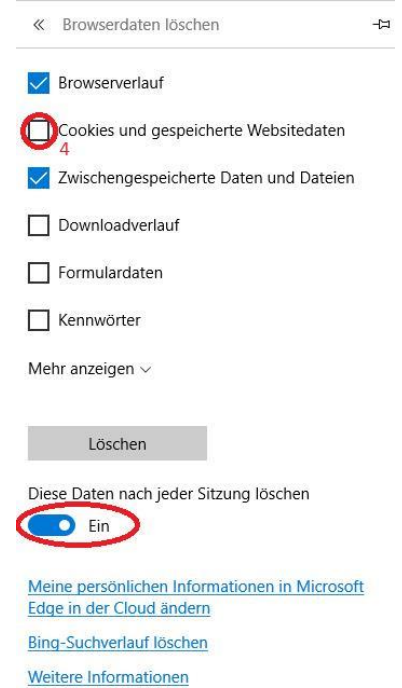 Browserdaten löschen
Browserverlauf
Cookies und gespeicherte Websitedaten
4
Zwischengespeicherte Daten und Dateien
Downloadverlauf
Formulardaten
Kennwörter
Mehr anzeigen
Löschen
Diese Daten nach jeder Sitzung löschen
Ein
Meine persönlichen Informationen in Microsoft
Edge in der Cloud ändern
Bing-Suchverlauf löschen
Weitere Informationen